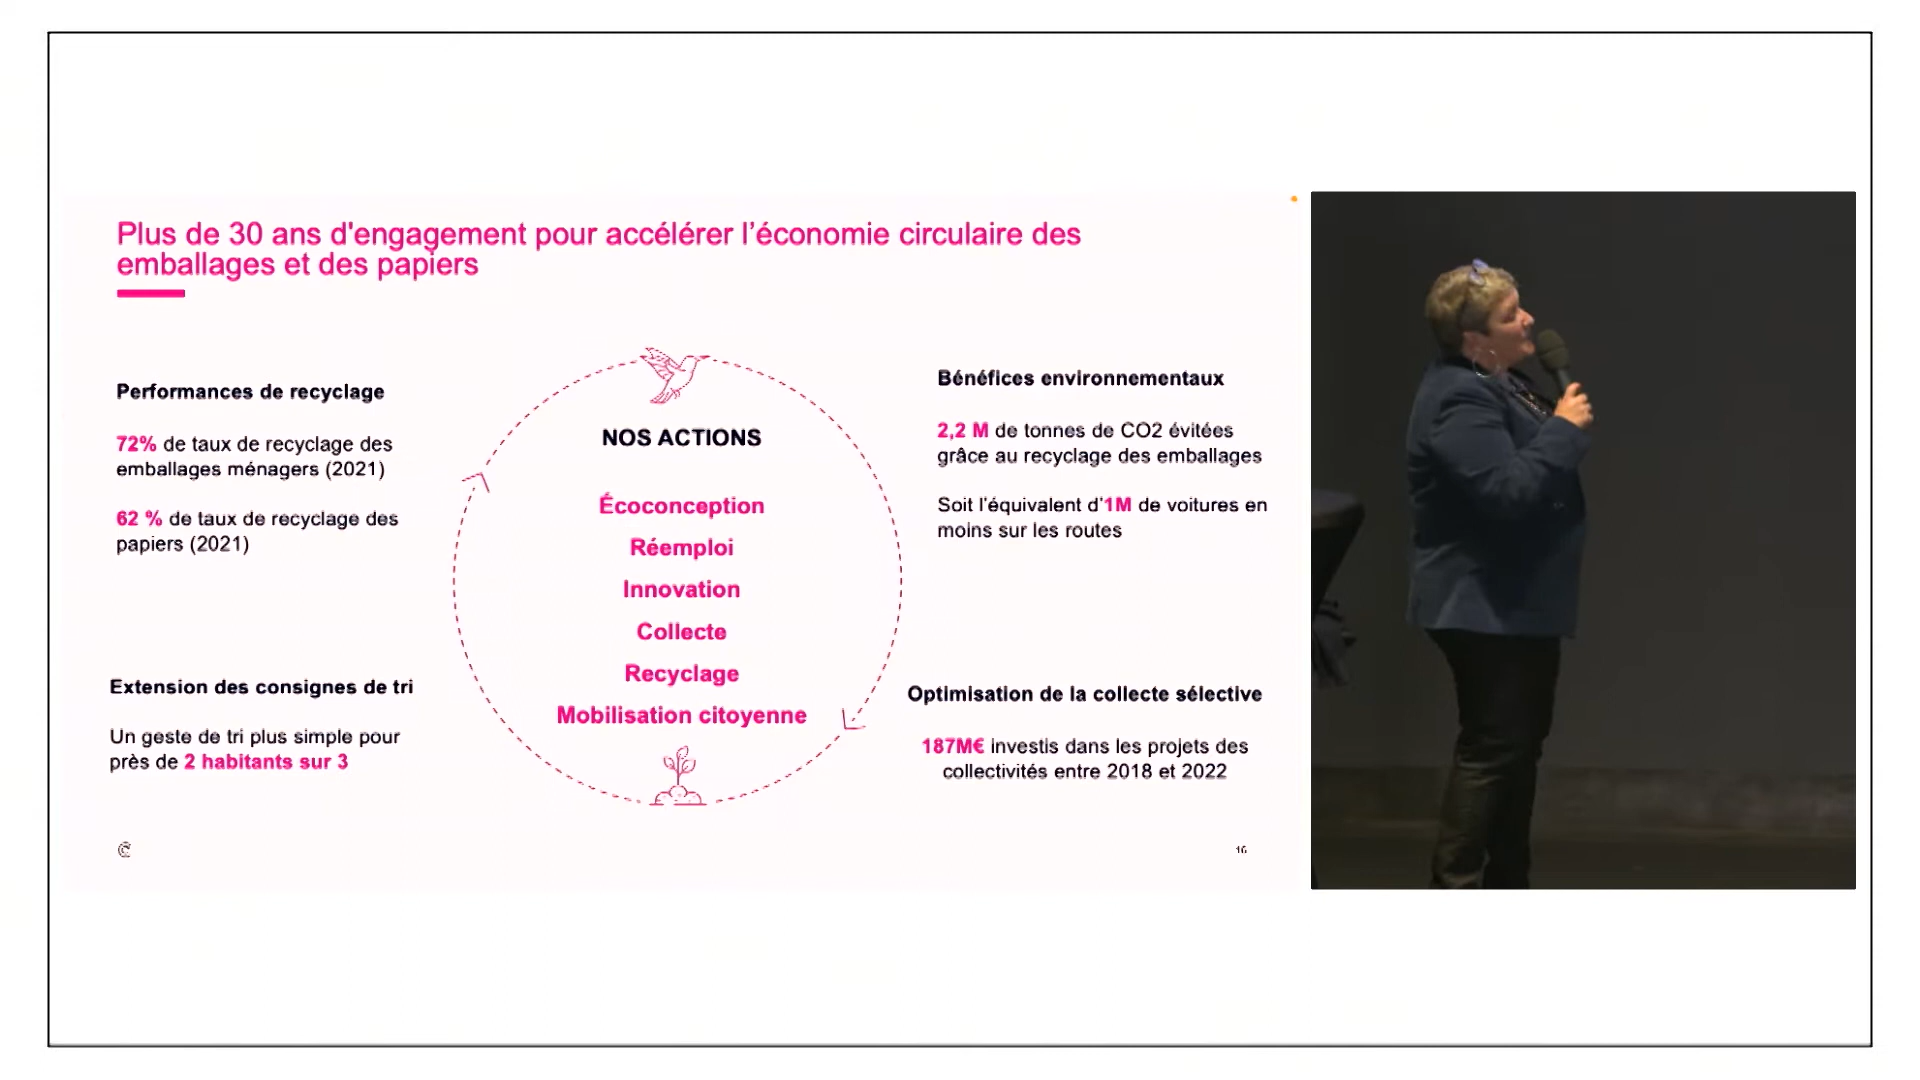 Plus de 30 ans d'engagement pour accélérer l’économie circulaire des
emballages et des papiers
Performances de recyclage
72% de taux de recyclage des
emballages ménagers (2021)
62 % de taux de recyclage des
papiers (2021)
Extension des consignes de tri
Un geste de tri plus simple pour
près de 2 habitants sur 3
NOS ACTIONS
Écoconception
Réemploi
Innovation
Collecte
Recyclage
Mobilisation citoyenne
Bénéfices environnementaux
2,2 M de tonnes de CO2 évitées
grâce au recyclage des emballages
Soit l'équivalent d'1M de voitures en
moins sur les routes
Optimisation de la collecte sélective
187M€ investis dans les projets des
collectivités entre 2018 et 2022
16